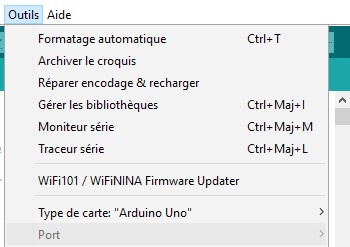 Outils Aide
Formatage automatique Ctrl+T
Archiver le croquis
Réparer encodage & recharger
Gérer les bibliothèques Ctrl+Maj+I
Moniteur série Ctrl+Maj+M
Traceur série Ctrl+Maj+L
WiFi101 / WiFiNINA Firmware Updater
Type de carte: "Arduino Uno"
Port